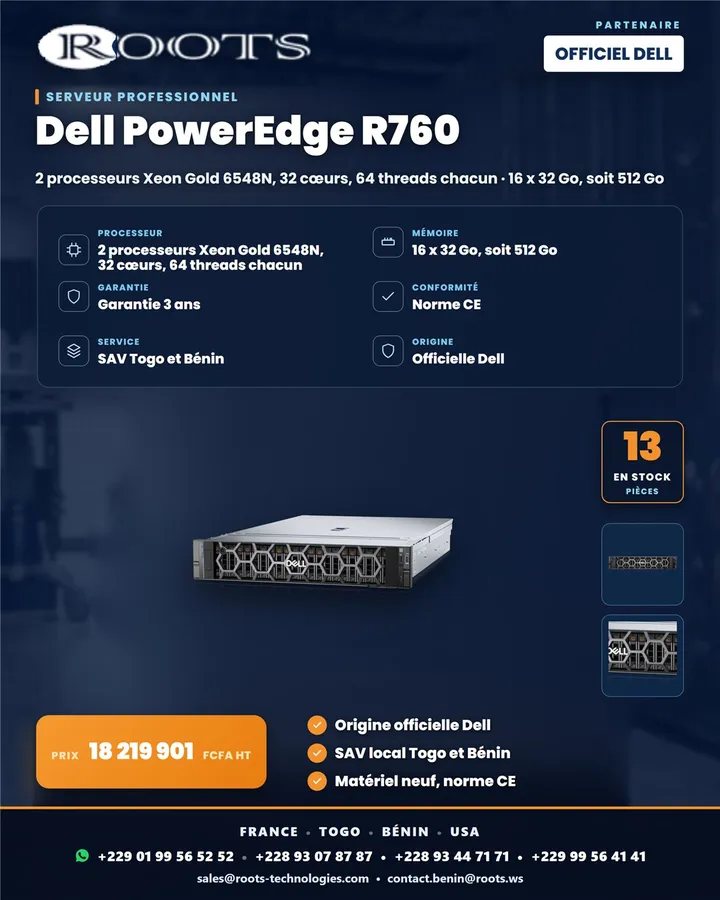 ROOTS
PARTENAIRE
OFFICIEL DELL
SERVEUR PROFESSIONNEL
Dell PowerEdge R760
2 processeurs Xeon Gold 6548N, 32 cœurs, 64 threads chacun · 16 x 32 Go, soit 512 Go
PROCESSEUR
2 processeurs Xeon Gold 6548N,
32 cœurs, 64 threads chacun
MÉMOIRE
16 x 32 Go, soit 512 Go
GARANTIE
Garantie 3 ans
CONFORMITÉ
Norme CE
SERVICE
SAV Togo et Bénin
ORIGINE
Officielle Dell
13
EN STOCK
PIÈCES
DELL
DELL
PRIX 18 219 901 FCFA HT
Origine officielle Dell
SAV local Togo et Bénin
Matériel neuf, norme CE
FRANCE • TOGO • BÉNIN • USA
+229 01 99 56 52 52 • +228 93 07 87 87 • +228 93 44 71 71 • +229 99 56 41 41
sales@roots-technologies.com • contact.benin@roots.ws